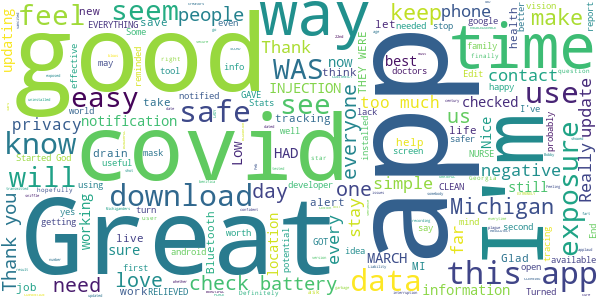 good
covid
Great
app
I'm
way
time
feel
seem
people
keep
phone
make
new
save
EVERYTHING
Some
reminded
Thank
tool
info
may
right
even
think
now
let
google
needed
stop
health
better
vision
report
updating
effective
easy
safe
WAS
INJECTION
THEY WERE
family
finally
question
best
doctors
Edit
happy
contact
use
everyone
too much
checked
I've
privacy
notified
GAVE
Stats
tracking
see
know
notification
take
world
drain
mask
useful
well
installed
lack
us
life
safer
Nice
probably
help
screen
NURSE
negative
exposure
Really
update
will
Started God
Low
HAD
star
simple
CLEAN
still
Georgia
download
day
one
Michigan
working
yes
hopefully
using
getting
developer
alert
stay
MARCH
far
mind
say
turn
Bluetooth
location
every
idea
MI
Glad
open
available
Thank you
live
sure
worth
potential
GOT
data
this app
job
need
love
first
work
RELIEVED
android
Definitely
check battery
information
Turned
End